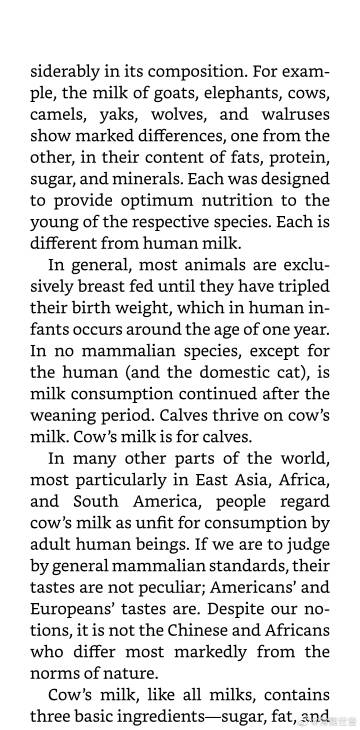 siderably in its composition. For exam-
ple, the milk of goats, elephants, cows,
camels, yaks, wolves, and walruses
show marked differences, one from the
other, in their content of fats, protein,
sugar, and minerals. Each was designed
to provide optimum nutrition to the
young of the respective species. Each is
different from human milk.
In general, most animals are exclu-
sively breast fed until they have tripled
their birth weight, which in human in-
fants occurs around the age of one year.
In no mammalian species, except for
the human (and the domestic cat), is
milk consumption continued after the
weaning period. Calves thrive on cow’s
milk. Cow’s milk is for calves.
In many other parts of the world,
most particularly in East Asia, Africa,
and South America, people regard
cow’s milk as unfit for consumption by
adult human beings. If we are to judge
by general mammalian standards, their
tastes are not peculiar; Americans’ and
Europeans’ tastes are. Despite our no-
tions, it is not the Chinese and Africans
who differ most markedly from the
norms of nature.
Cow’s milk, like all milks, contains
three basic ingredients—sugar, fat, and